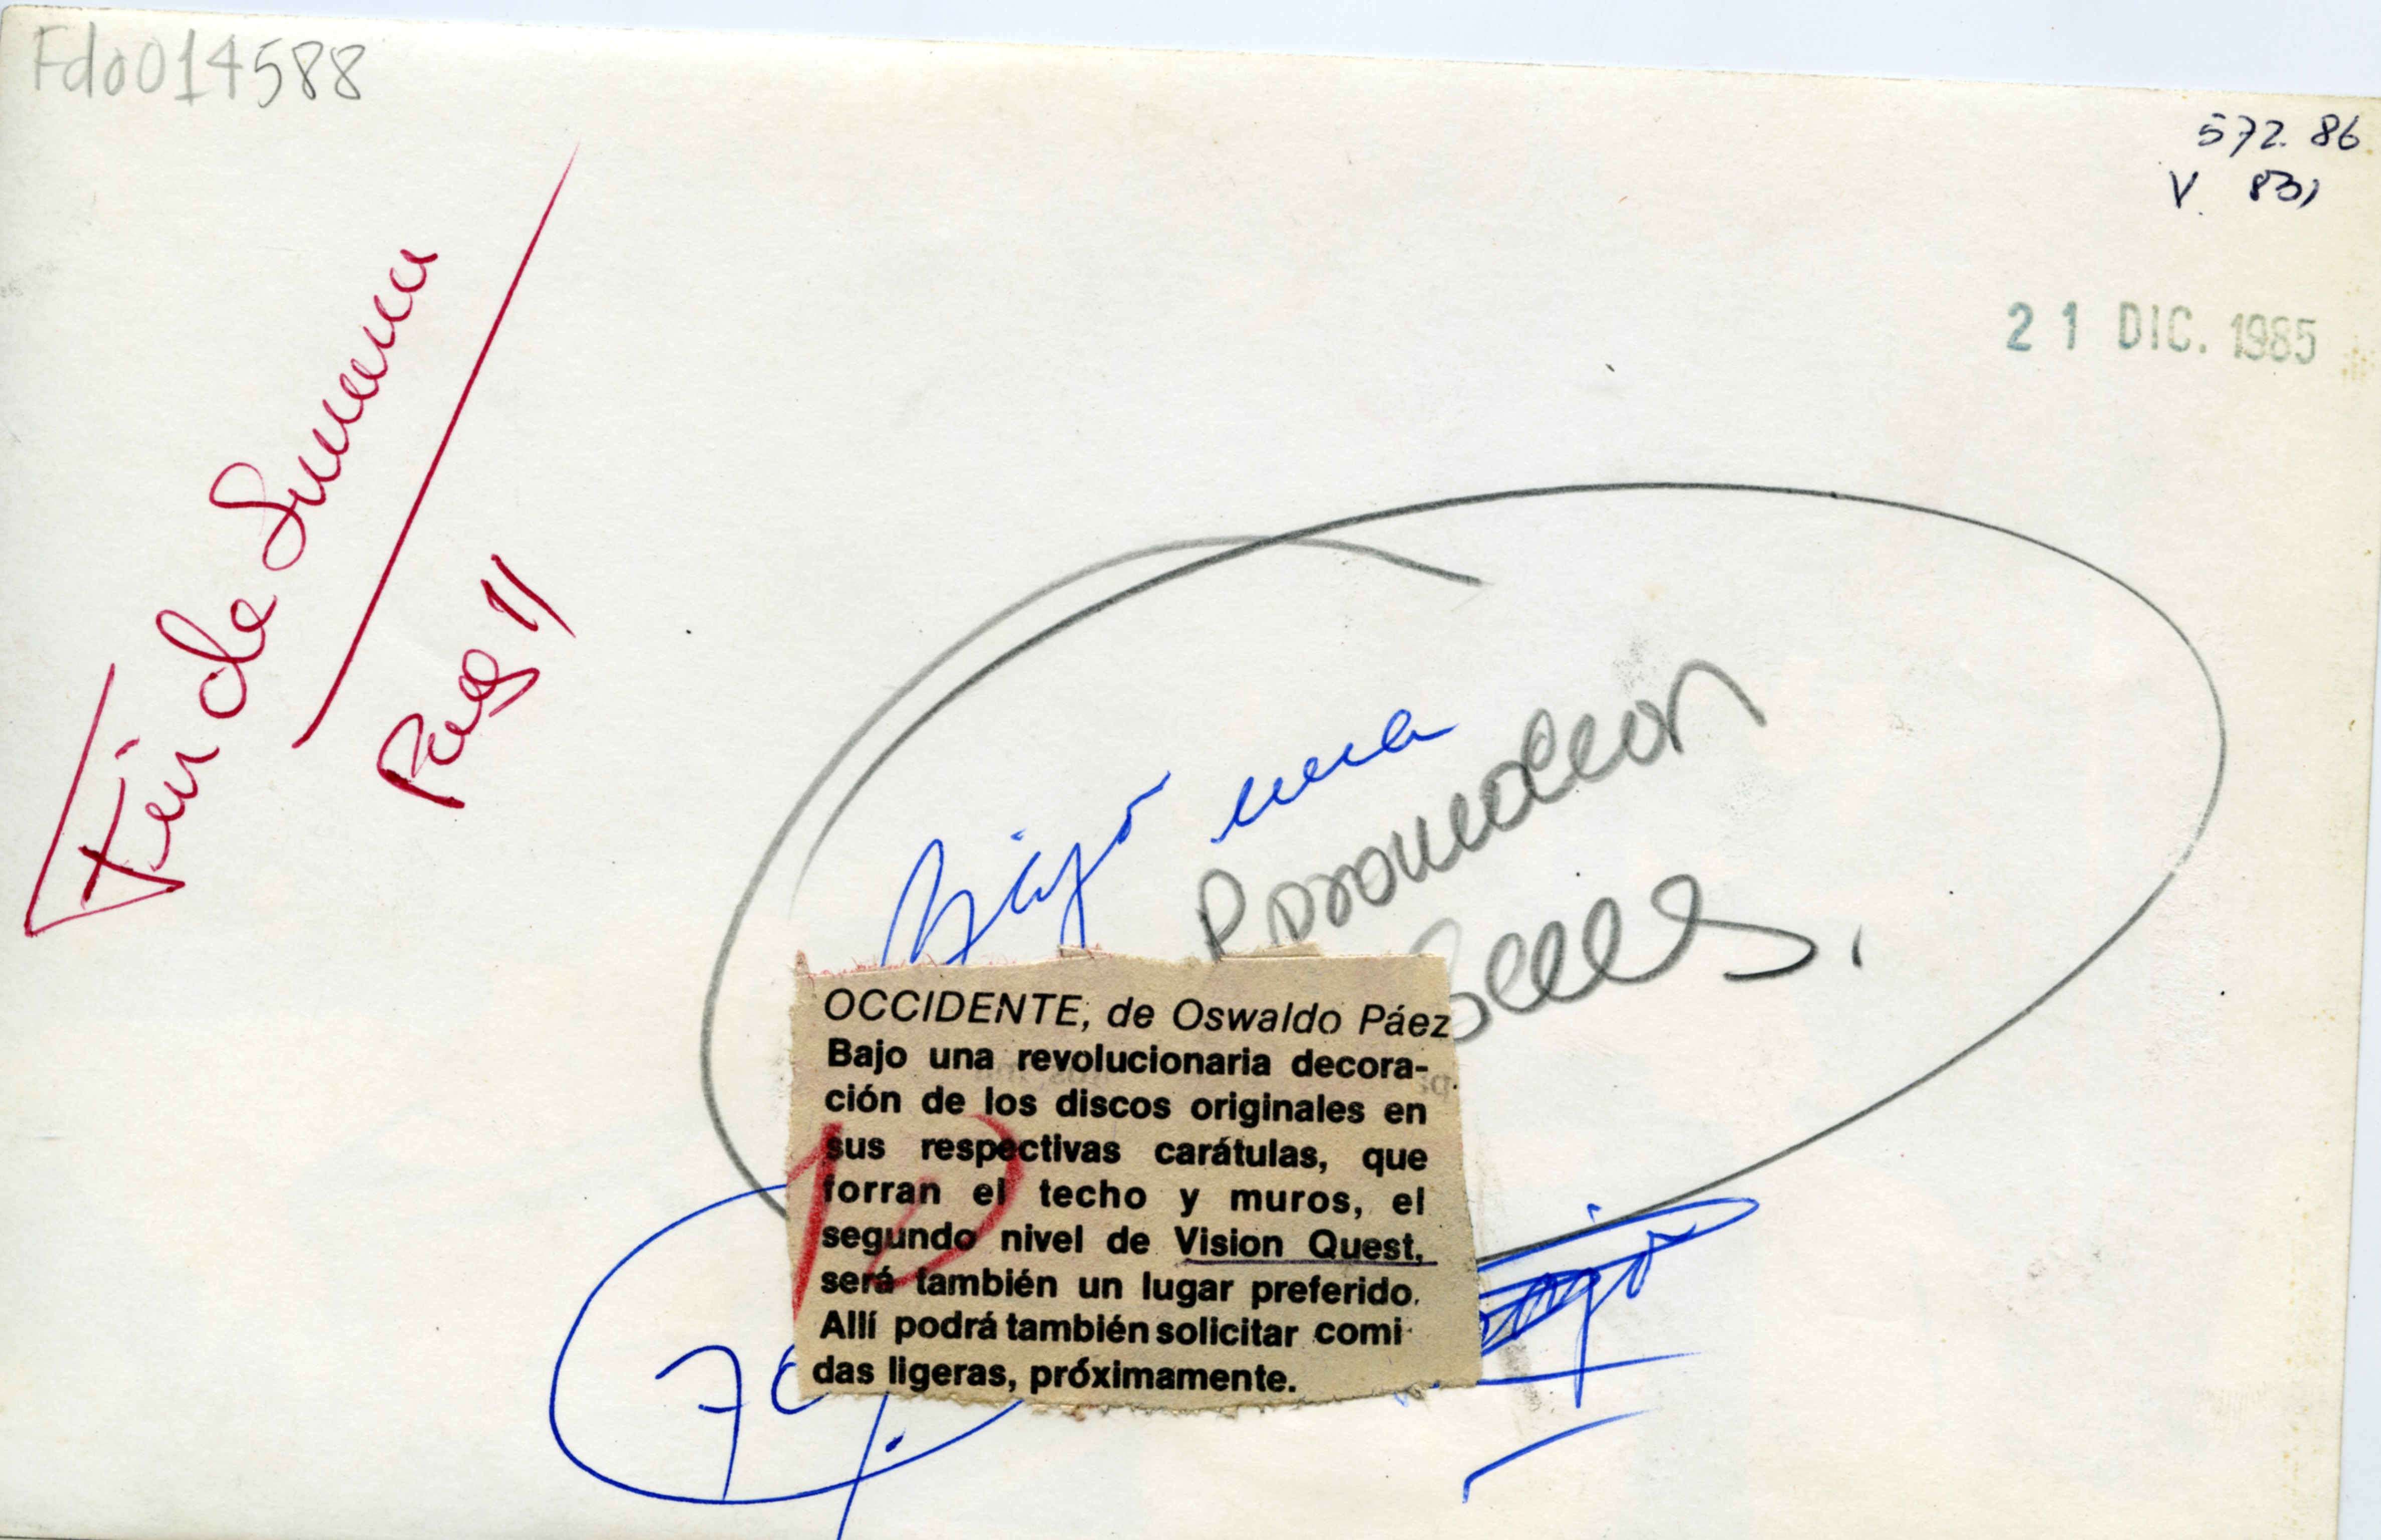 Fdo014588
572.86
V. 831
21 DIC. 1985
Fin de Semana
Pag 11
Bajo una
OCCIDENTE, de Oswaldo Páez
Bajo una revolucionaria decora-
ción de los discos originales en
sus respectivas carátulas, que
forran el techo y muros, el
segundo nivel de Vision Quest,
será también un lugar preferido.
Allí podrá también solicitar comi
das ligeras, próximamente.
10